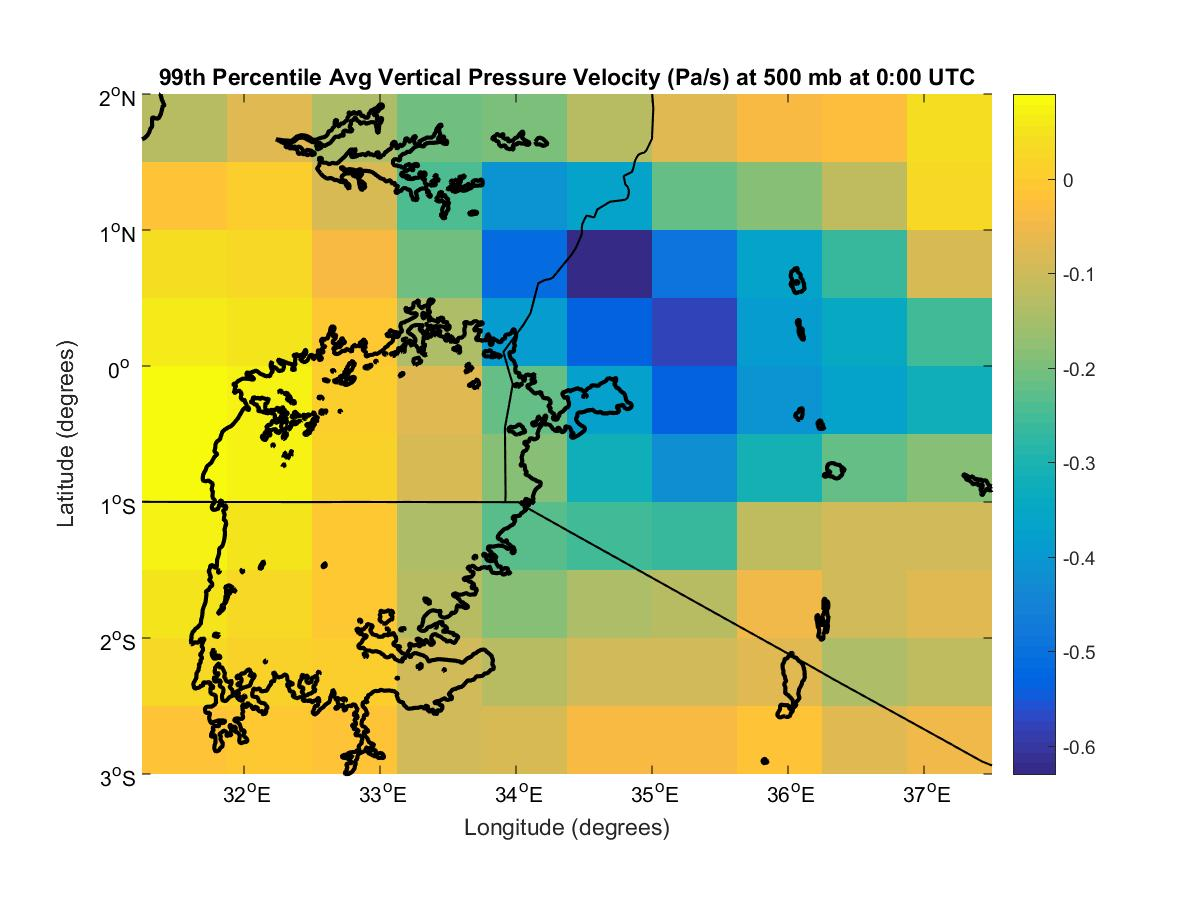 99th Percentile Avg Vertical Pressure Velocity (Pa/s) at 500 mb at 0:00 UTC
2°N
1°N
0°
1°S
2°S
3°S
Latitude (degrees)
32°E 33°E 34°E 35°E 36°E 37°E
Longitude (degrees)
0
-0.1
-0.2
-0.3
-0.4
-0.5
-0.6